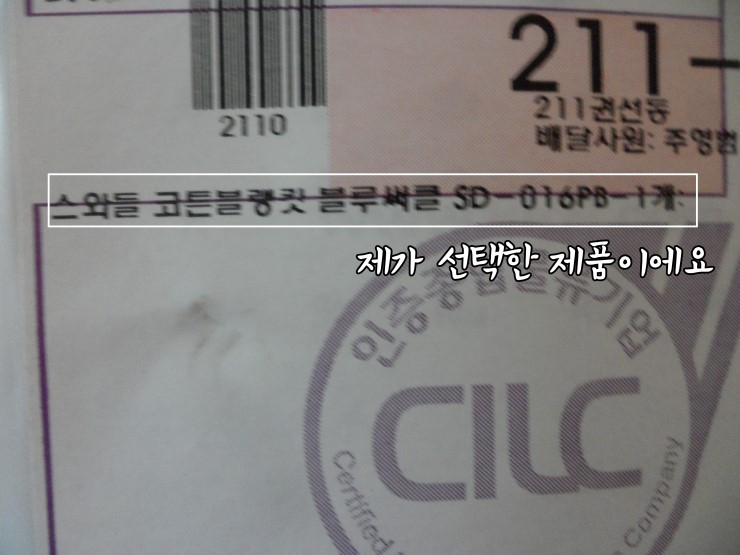 211-
211권선동
배달사원: 주영범
2110
스와들 코튼블랭킷 블루써클 SD-016PB-1개:
제가 선택한 제품이에요
인증종합물류기업
CILC
Certified
Company